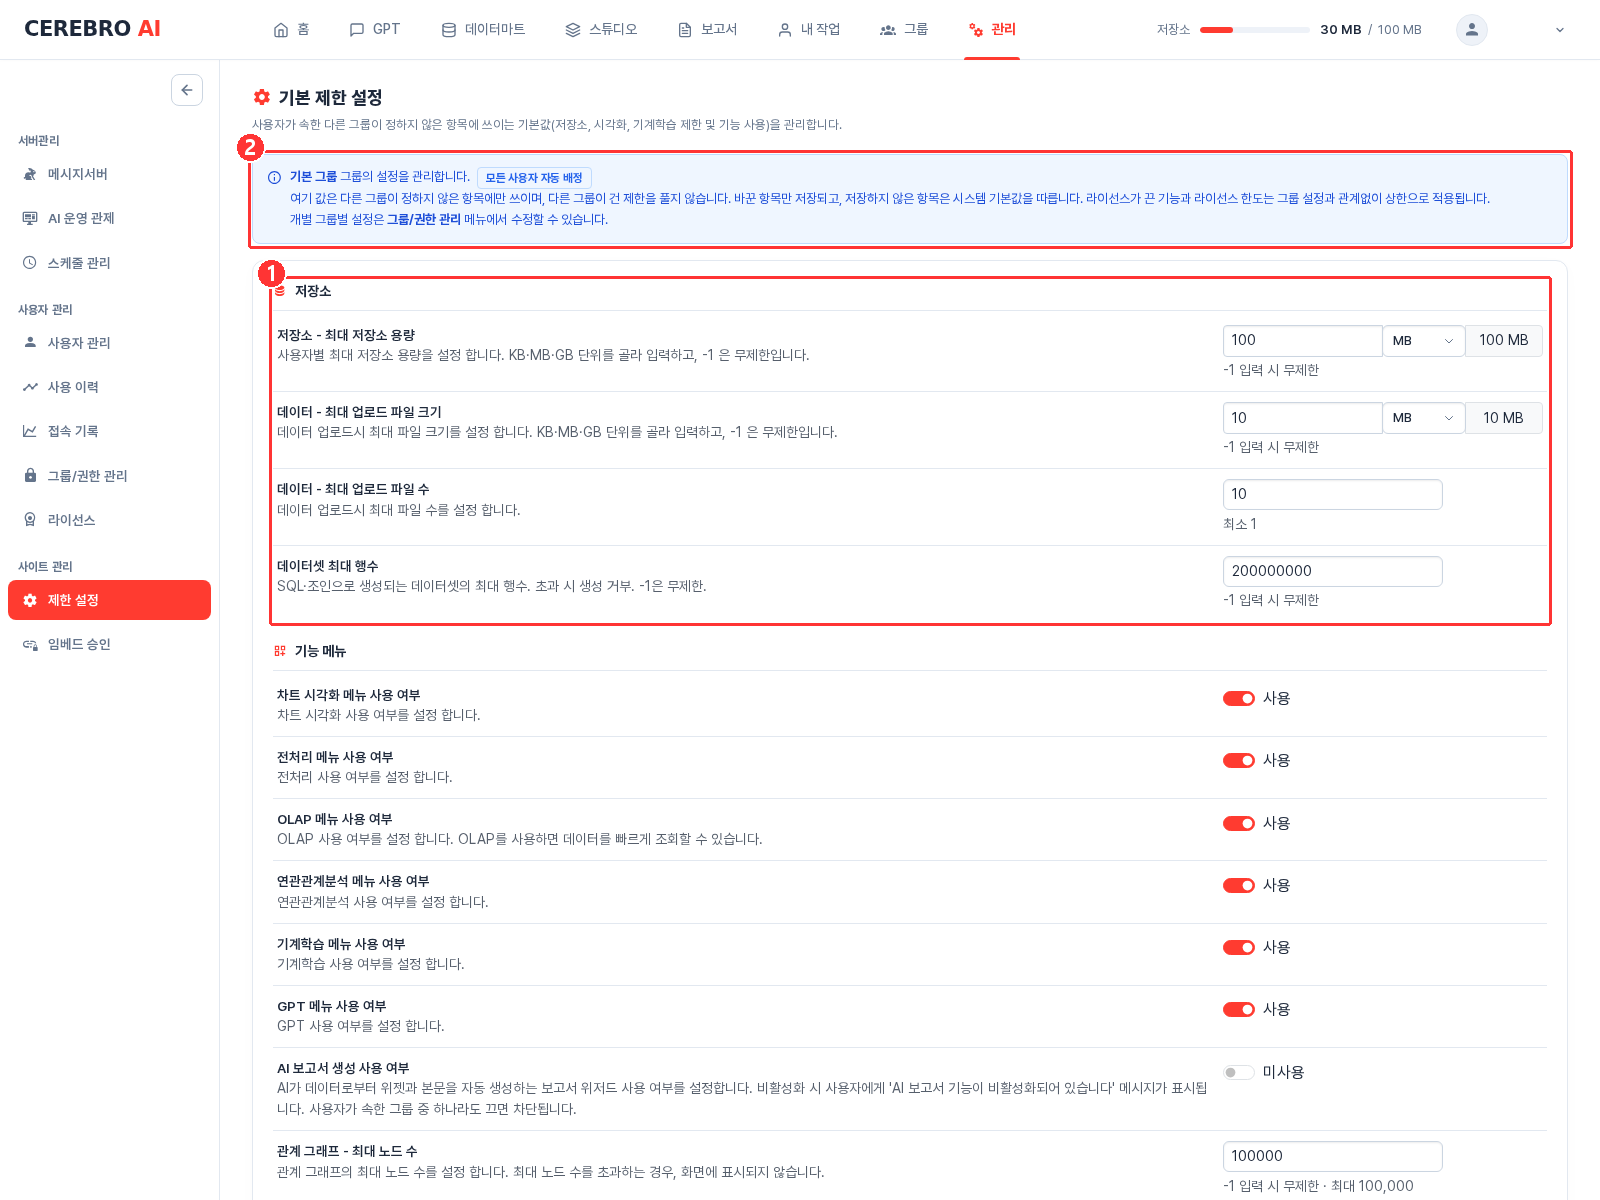 CEREBRO AI
홈
GPT
데이터마트
스튜디오
보고서
내 작업
그룹
관리
저장소 30 MB / 100 MB
서버관리
메시지서버
AI 운영 관제
스케줄 관리
사용자 관리
사용자 관리
사용 이력
접속 기록
그룹/권한 관리
라이선스
사이트 관리
제한 설정
임베드 승인
기본 제한 설정
사용자가 속한 다른 그룹이 정하지 않은 항목에 쓰이는 기본값(저장소, 시각화, 기계학습 제한 및 기능 사용)을 관리합니다.
2
기본 그룹 그룹의 설정을 관리합니다. 모든 사용자 자동 배정
여기 값은 다른 그룹이 정하지 않은 항목에만 쓰이며, 다른 그룹이 건 제한을 풀지 않습니다. 바꾼 항목만 저장되고, 저장하지 않은 항목은 시스템 기본값을 따릅니다. 라이선스가 끈 기능과 라이선스 한도는 그룹 설정과 관계없이 상한으로 적용됩니다.
개별 그룹별 설정은 그룹/권한 관리 메뉴에서 수정할 수 있습니다.
1
저장소
저장소 - 최대 저장소 용량
사용자별 최대 저장소 용량을 설정 합니다. KB·MB·GB 단위를 골라 입력하고, -1 은 무제한입니다.
100 MB 100 MB
-1 입력 시 무제한
데이터 - 최대 업로드 파일 크기
데이터 업로드시 최대 파일 크기를 설정 합니다. KB·MB·GB 단위를 골라 입력하고, -1 은 무제한입니다.
10 MB 10 MB
-1 입력 시 무제한
데이터 - 최대 업로드 파일 수
데이터 업로드시 최대 파일 수를 설정 합니다.
10
최소 1
데이터셋 최대 행수
SQL·조인으로 생성되는 데이터셋의 최대 행수. 초과 시 생성 거부. -1은 무제한.
200000000
-1 입력 시 무제한
기능 메뉴
차트 시각화 메뉴 사용 여부
차트 시각화 사용 여부를 설정 합니다.
사용
전처리 메뉴 사용 여부
전처리 사용 여부를 설정 합니다.
사용
OLAP 메뉴 사용 여부
OLAP 사용 여부를 설정 합니다. OLAP를 사용하면 데이터를 빠르게 조회할 수 있습니다.
사용
연관관계분석 메뉴 사용 여부
연관관계분석 사용 여부를 설정 합니다.
사용
기계학습 메뉴 사용 여부
기계학습 사용 여부를 설정 합니다.
사용
GPT 메뉴 사용 여부
GPT 사용 여부를 설정 합니다.
사용
AI 보고서 생성 사용 여부
AI가 데이터로부터 위젯과 본문을 자동 생성하는 보고서 위저드 사용 여부를 설정합니다. 비활성화 시 사용자에게 'AI 보고서 기능이 비활성화되어 있습니다' 메시지가 표시됩
니다. 사용자가 속한 그룹 중 하나라도 끄면 차단됩니다.
미사용
관계 그래프 - 최대 노드 수
관계 그래프의 최대 노드 수를 설정 합니다. 최대 노드 수를 초과하는 경우, 화면에 표시되지 않습니다.
100000
-1 입력 시 무제한 · 최대 100,000